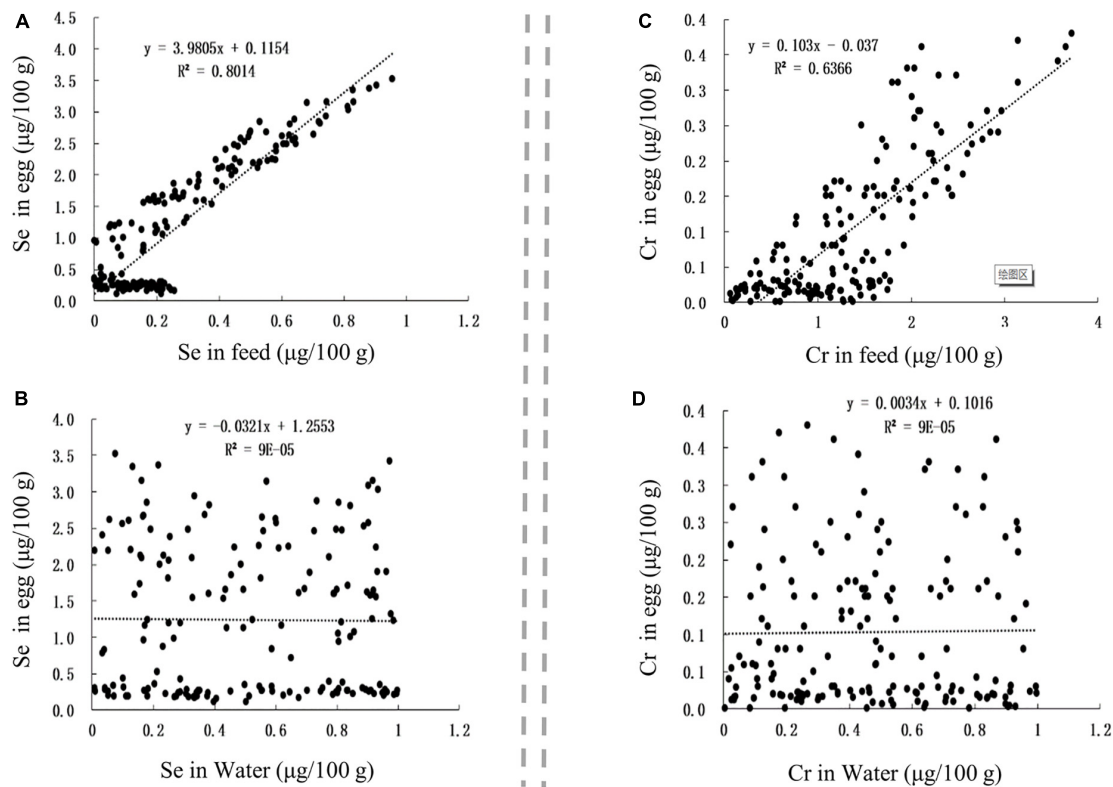 A
4.5
4.0
3.5
3.0
2.5
2.0
1.5
1.0
0.5
0.0
y = 3.9805x + 0.1154
R² = 0.8014
Se in egg (μg/100 g)
0 0.2 0.4 0.6 0.8 1 1.2
Se in feed (μg/100 g)
C
0.4
0.4
0.3
0.3
0.2
0.2
0.1
0.1
0.0
y = 0.103x − 0.037
R² = 0.6366
Cr in egg (μg/100 g)
绘图区
0 1 2 3 4
Cr in feed (μg/100 g)
B
4.0
3.5
3.0
2.5
2.0
1.5
1.0
0.5
0.0
y = −0.0321x + 1.2553
R² = 9E-05
Se in egg (μg/100 g)
0 0.2 0.4 0.6 0.8 1 1.2
Se in Water (μg/100 g)
D
0.4
0.4
0.3
0.3
0.2
0.2
0.1
0.1
0.0
y = 0.0034x + 0.1016
R² = 9E-05
Cr in egg (μg/100 g)
0 0.2 0.4 0.6 0.8 1 1.2
Cr in Water (μg/100 g)